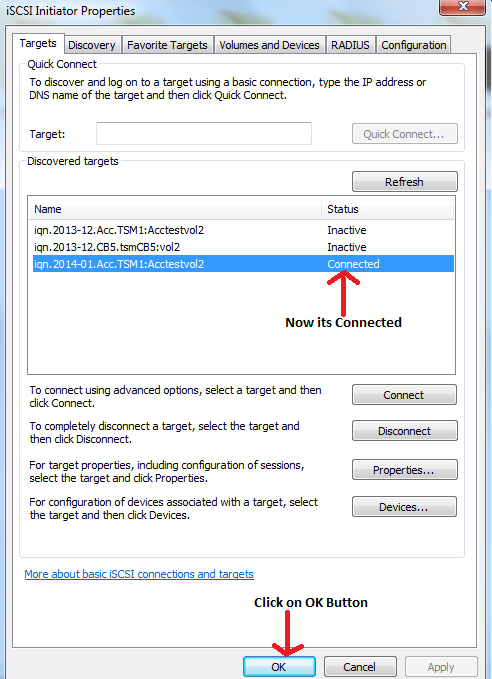 iSCSI Initiator Properties
Targets Discovery Favorite Targets Volumes and Devices RADIUS Configuration
Quick Connect
To discover and log on to a target using a basic connection, type the IP address or
DNS name of the target and then click Quick Connect.
Target: Quick Connect...
Discovered targets
Refresh
Name Status
iqn.2013-12.Acc.TSM1:Acctestvol2 Inactive
iqn.2013-12.CB5.tsmCB5:vol2 Inactive
iqn.2014-01.Acc.TSM1:Acctestvol2 Connected
Now its Connected
To connect using advanced options, select a target and then
click Connect.
Connect
To completely disconnect a target, select the target and
then click Disconnect.
Disconnect
For target properties, including configuration of sessions,
select the target and click Properties.
Properties...
For configuration of devices associated with a target, select
the target and then click Devices.
Devices...
More about basic iSCSI connections and targets
Click on OK Button
OK Cancel Apply